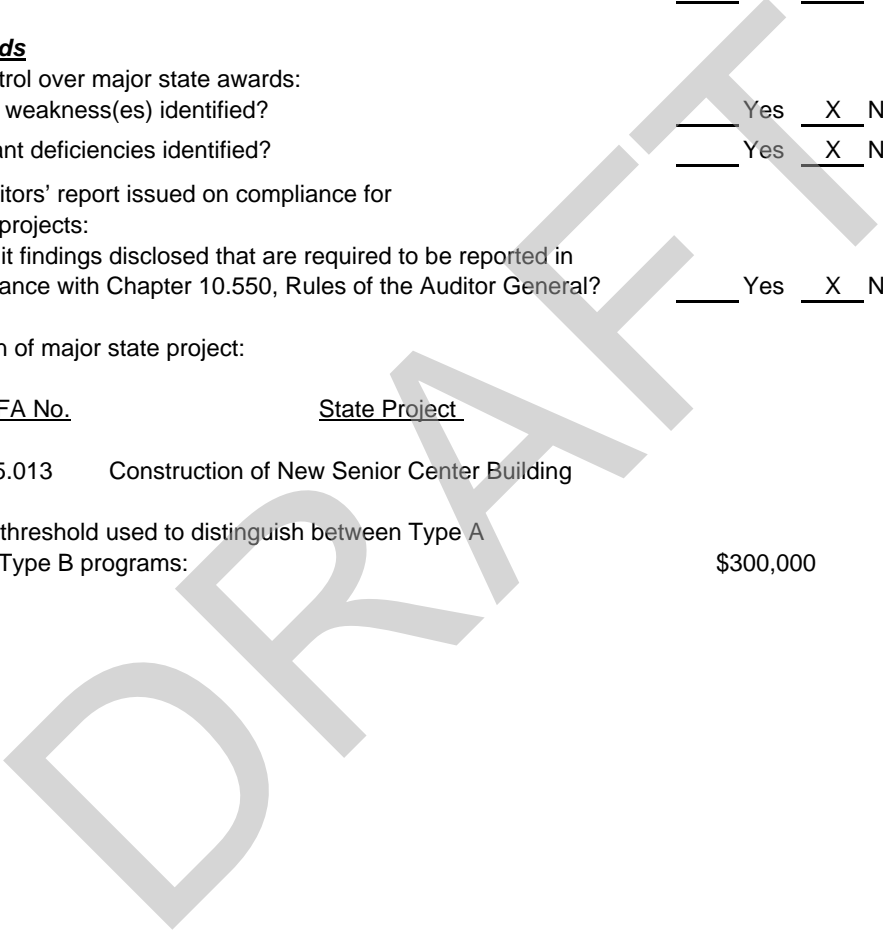 ds
trol over major state awards:
weakness(es) identified? Yes X N
ant deficiencies identified? Yes X N
itors’ report issued on compliance for
projects:
it findings disclosed that are required to be reported in
ance with Chapter 10.550, Rules of the Auditor General? Yes X N
n of major state project:
FA No. State Project
5.013 Construction of New Senior Center Building
threshold used to distinguish between Type A
Type B programs: $300,000
DRAFT